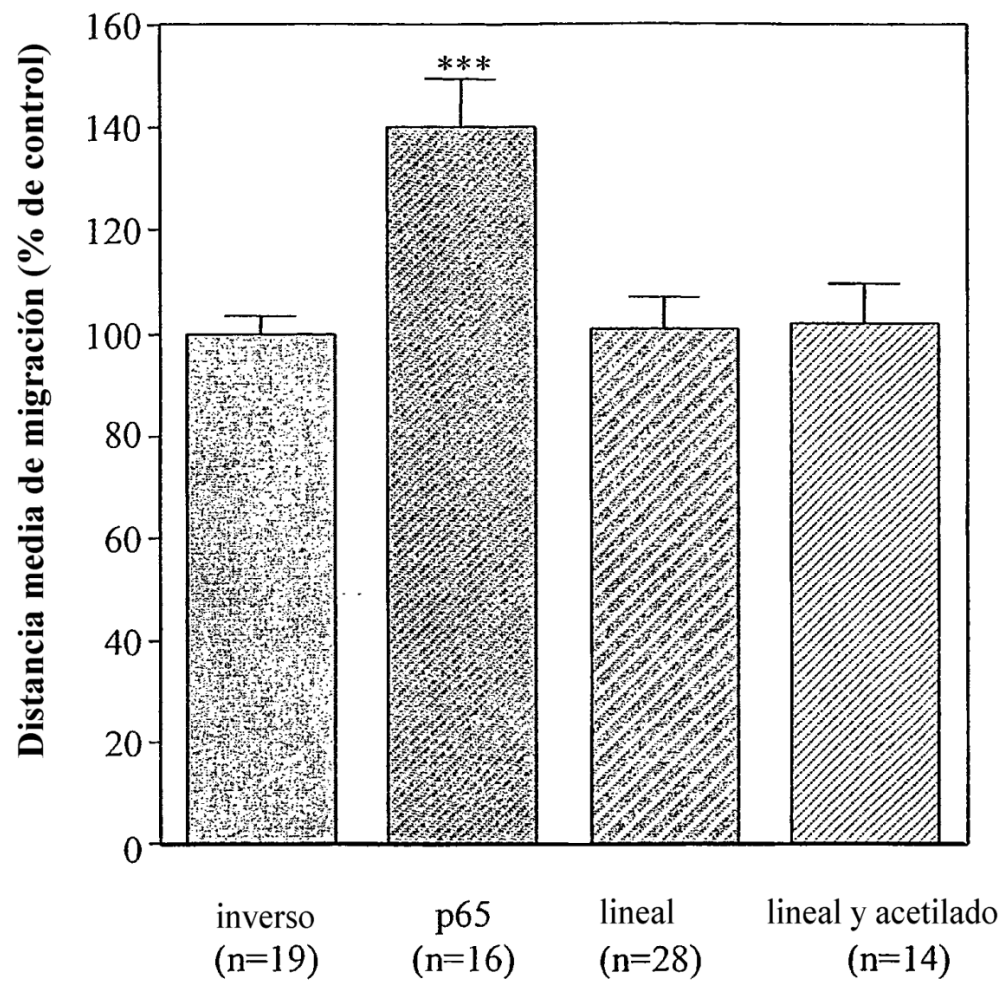 Distancia media de migración (% de control)
160
140
120
100
80
60
40
20
0
***
inverso
(n=19)
p65
(n=16)
lineal
(n=28)
lineal y acetilado
(n=14)